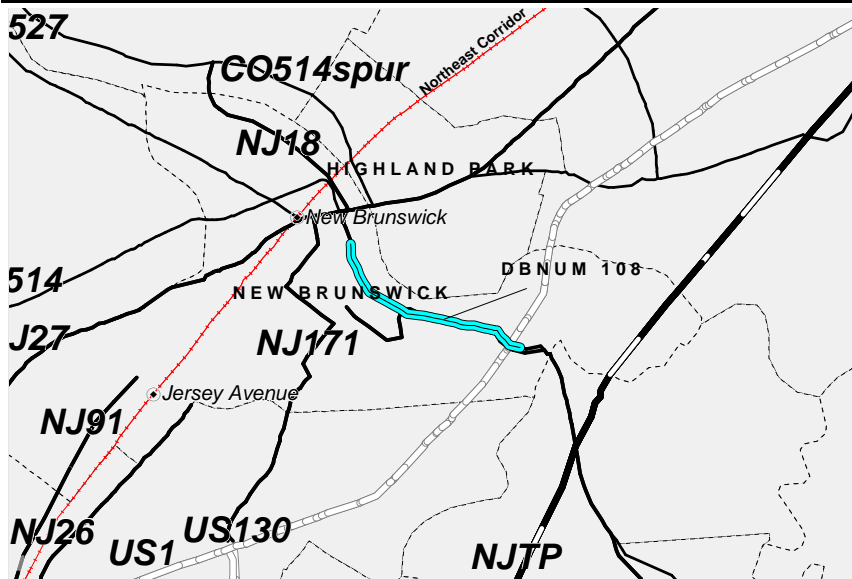 527
CO514spur
Northeast Corridor
NJ18
HIGHLAND PARK
New Brunswick
DBNUM 108
514
NEW BRUNSWICK
J27
NJ171
Jersey Avenue
NJ91
NJ26
US130
US1
NJTP